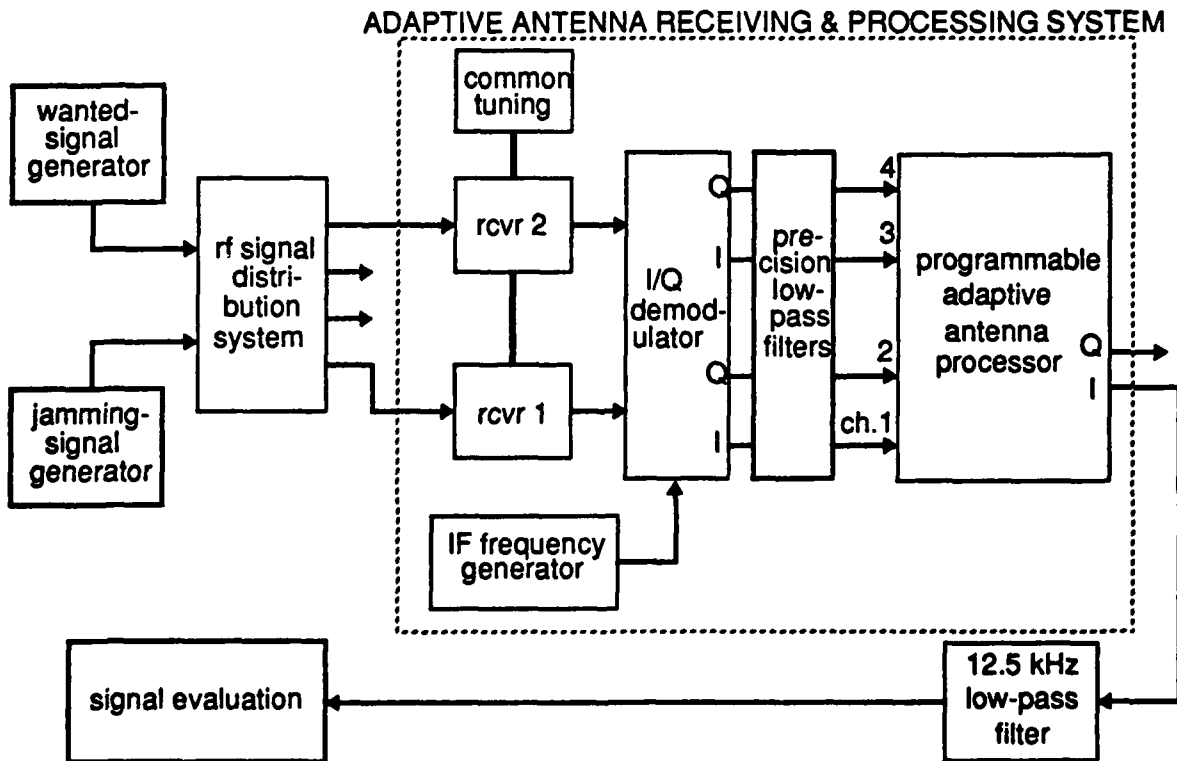 ADAPTIVE ANTENNA RECEIVING & PROCESSING SYSTEM
common
tuning
wanted-
signal
generator
rf signal
distri-
bution
system
jamming-
signal
generator
rcvr 2
rcvr 1
I/Q
demod-
ulator
Q
I
Q
I
pre-
cision
low-
pass
filters
4
3
2
ch.1
programmable
adaptive
antenna
processor
Q
I
IF frequency
generator
signal evaluation
12.5 kHz
low-pass
filter